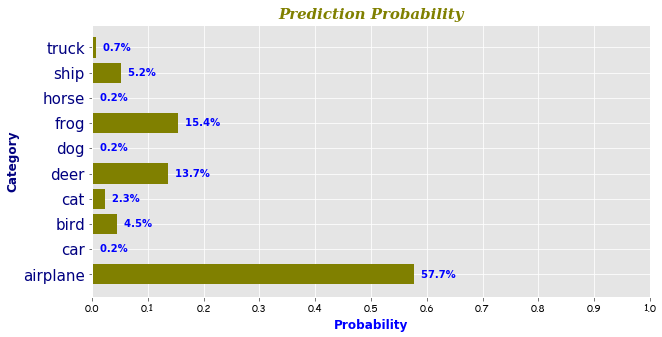 Prediction Probability
truck 0.7%
ship 5.2%
horse 0.2%
frog 15.4%
dog 0.2%
deer 13.7%
cat 2.3%
bird 4.5%
car 0.2%
airplane 57.7%
Category
0.0 0.1 0.2 0.3 0.4 0.5 0.6 0.7 0.8 0.9 1.0
Probability